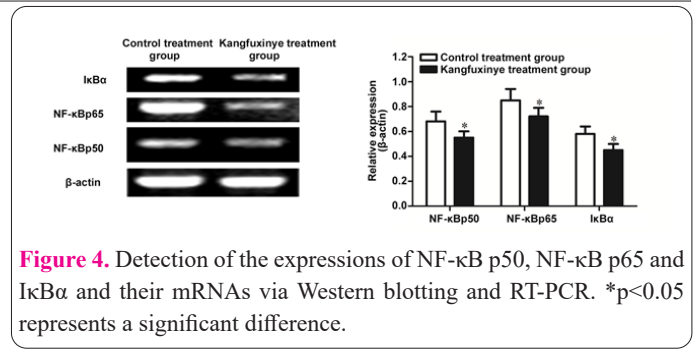 Control treatment group
Kangfuxinye treatment group
IκBα
NF-κBp65
NF-κBp50
β-actin
Relative expression
(β-actin)
1.2
1.0
0.8
0.6
0.4
0.2
0.0
Control treatment group
Kangfuxinye treatment group
*
*
*
NF-κBp50
NF-κBp65
IκBα
Figure 4. Detection of the expressions of NF-κB p50, NF-κB p65 and
IκBα and their mRNAs via Western blotting and RT-PCR. *p<0.05
represents a significant difference.